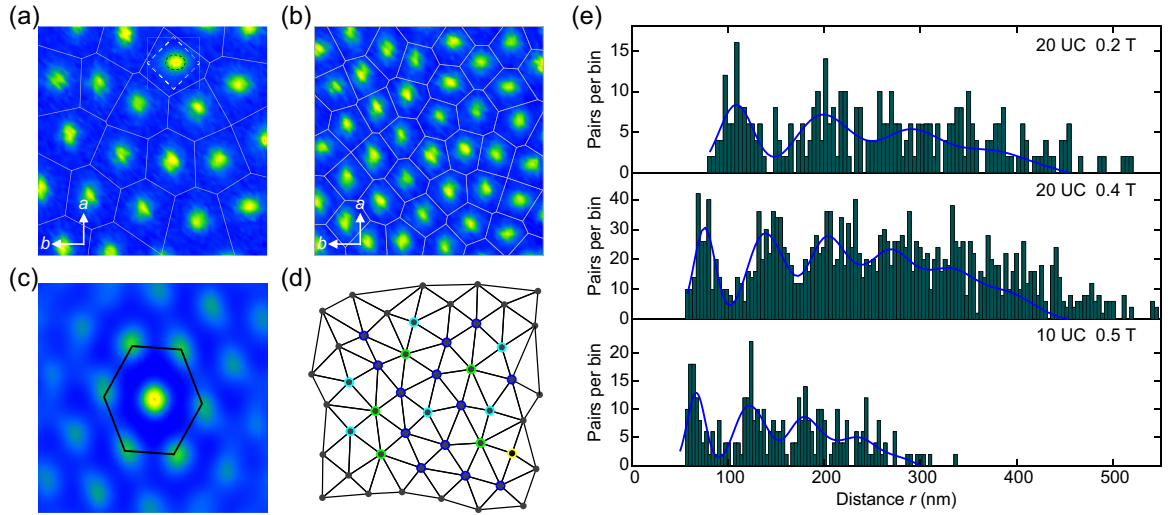 (a)
(b)
(e)
a
b
a
b
(c)
(d)
20 UC 0.2 T
Pairs per bin
15
10
5
0
20 UC 0.4 T
Pairs per bin
40
30
20
10
0
10 UC 0.5 T
Pairs per bin
20
15
10
5
0
0 100 200 300 400 500
Distance r (nm)